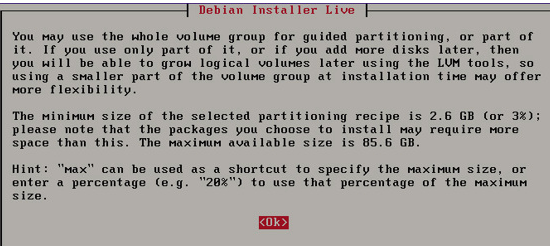 Debian Installer Live
You may use the whole volume group for guided partitioning, or part of
it. If you use only part of it, or if you add more disks later, then
you will be able to grow logical volumes later using the LVM tools, so
using a smaller part of the volume group at installation time may offer
more flexibility.
The minimum size of the selected partitioning recipe is 2.6 GB (or 3%);
please note that the packages you choose to install may require more
space than this. The maximum available size is 85.6 GB.
Hint: "max" can be used as a shortcut to specify the maximum size, or
enter a percentage (e.g. "20%") to use that percentage of the maximum
size.
<Ok>